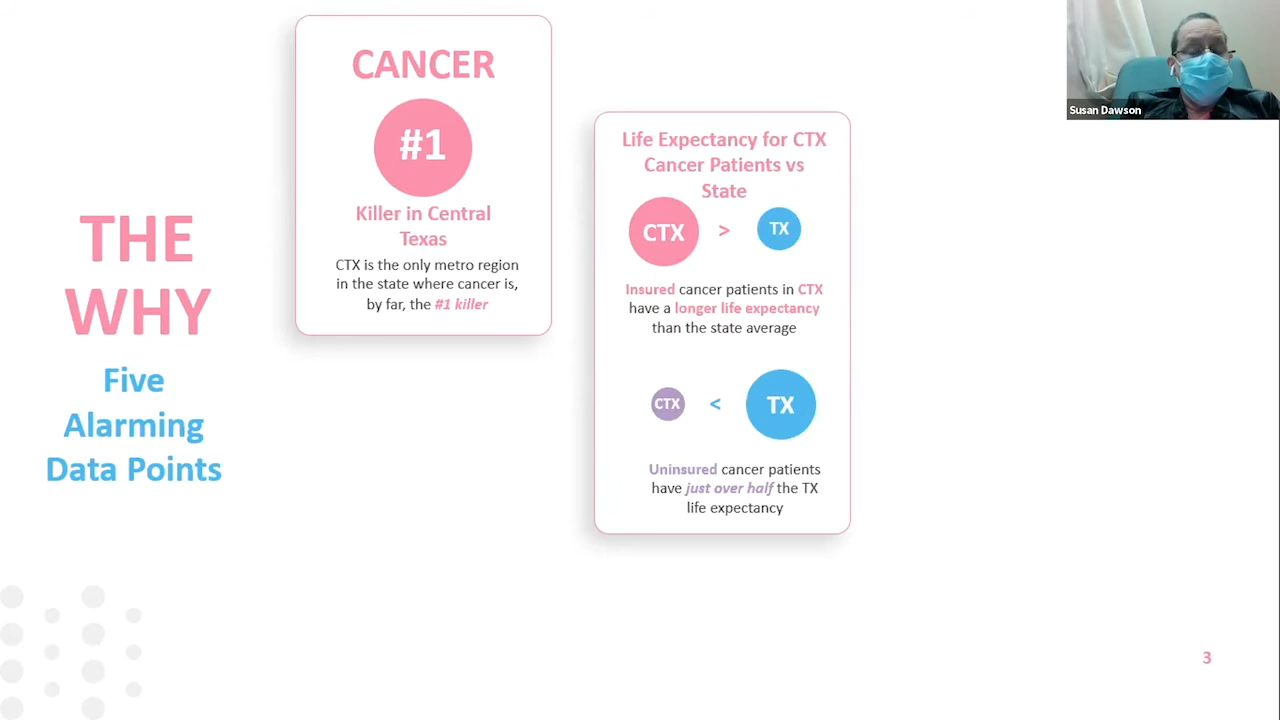 THE
WHY
Five
Alarming
Data Points
CANCER
#1
Killer in Central
Texas
CTX is the only metro region
in the state where cancer is,
by far, the #1 killer
Life Expectancy for CTX
Cancer Patients vs
State
CTX > TX
Insured cancer patients in CTX
have a longer life expectancy
than the state average
CTX < TX
Uninsured cancer patients
have just over half the TX
life expectancy
Susan Dawson
3